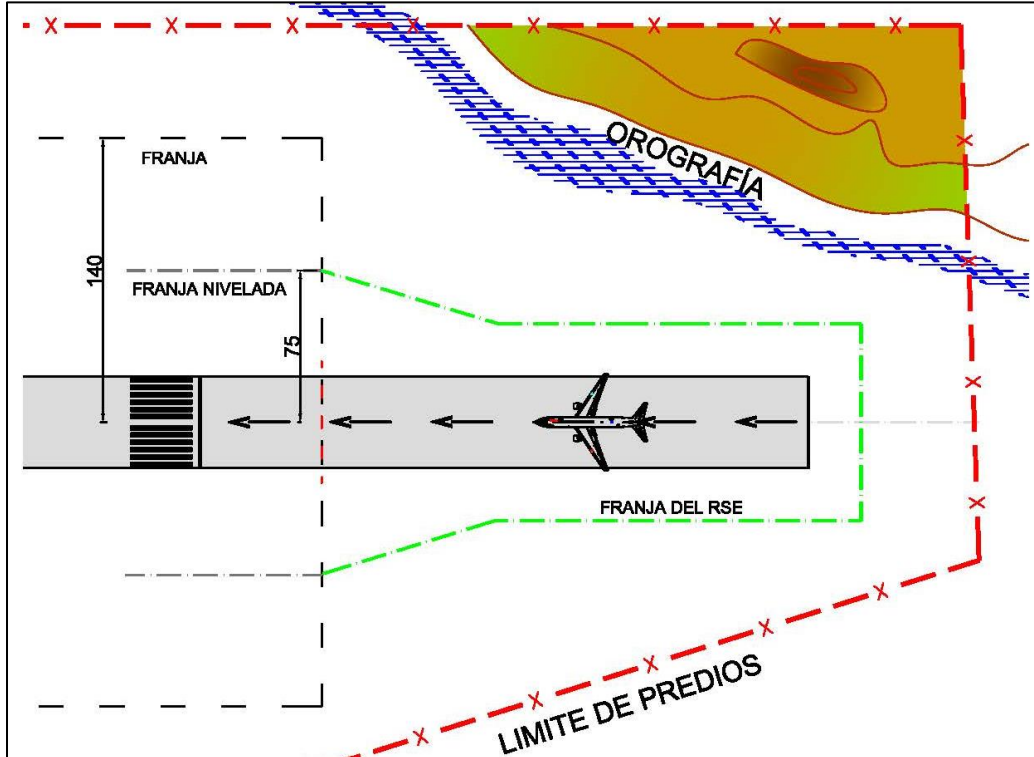 FRANJA
OROGRAFÍA
140
FRANJA NIVELADA
75
FRANJA DEL RSE
LIMITE DE PREDIOS